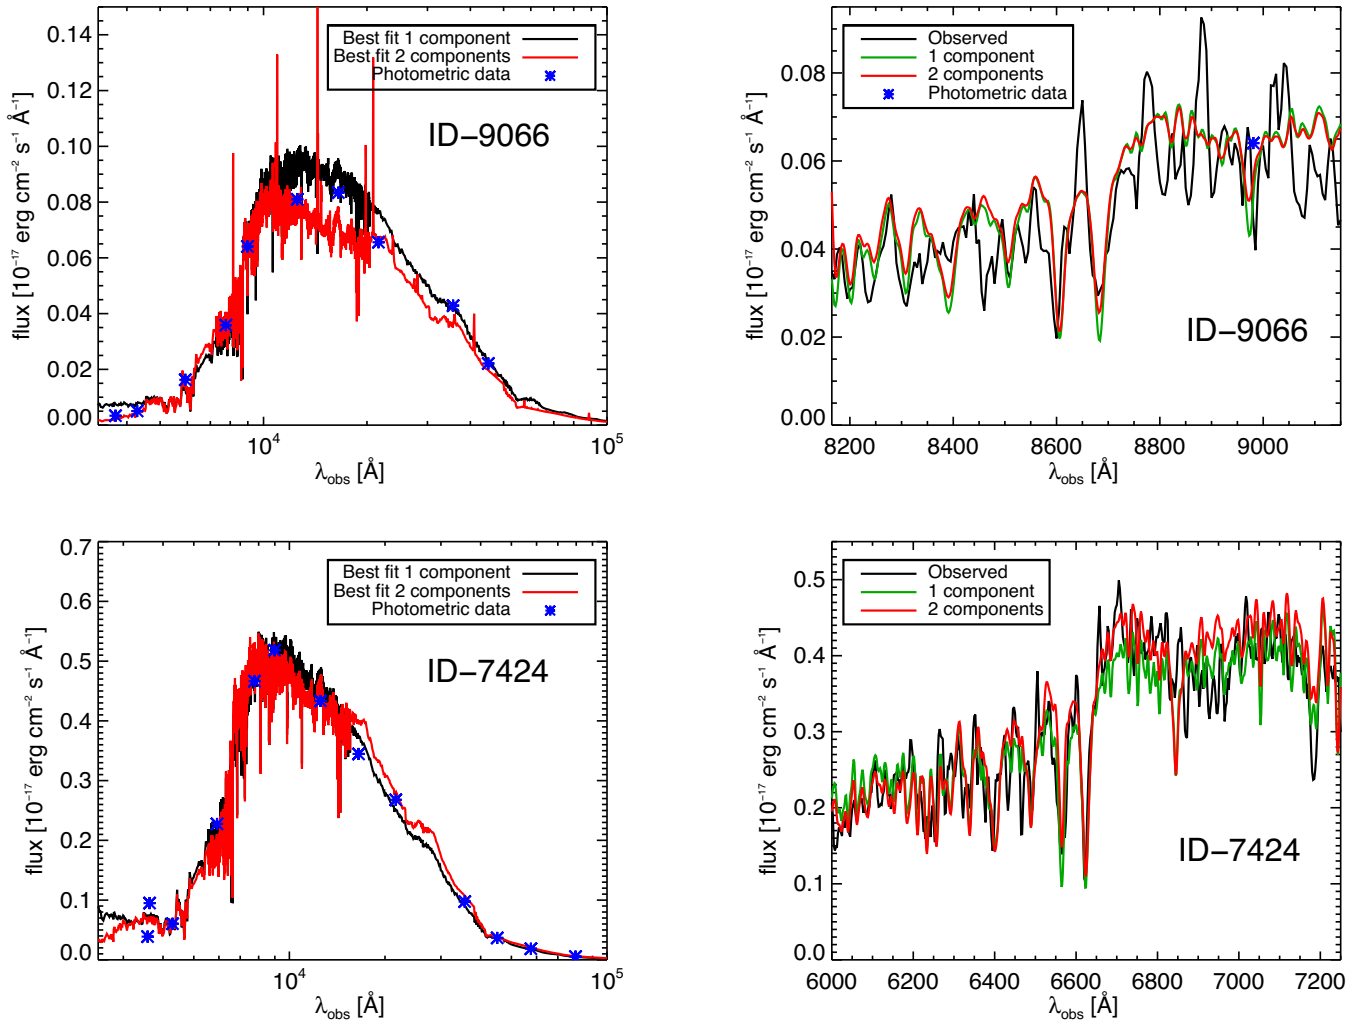 Best fit 1 component
Best fit 2 components
Photometric data
ID−9066
flux [10⁻¹⁷ erg cm⁻² s⁻¹ Å⁻¹]
0.14
0.12
0.10
0.08
0.06
0.04
0.02
0.00
10⁴
10⁵
λobs [Å]
Observed
1 component
2 components
Photometric data
ID−9066
flux [10⁻¹⁷ erg cm⁻² s⁻¹ Å⁻¹]
0.08
0.06
0.04
0.02
0.00
8200
8400
8600
8800
9000
λobs [Å]
Best fit 1 component
Best fit 2 components
Photometric data
ID−7424
flux [10⁻¹⁷ erg cm⁻² s⁻¹ Å⁻¹]
0.7
0.6
0.5
0.4
0.3
0.2
0.1
0.0
10⁴
10⁵
λobs [Å]
Observed
1 component
2 components
ID−7424
flux [10⁻¹⁷ erg cm⁻² s⁻¹ Å⁻¹]
0.5
0.4
0.3
0.2
0.1
0.0
6000
6200
6400
6600
6800
7000
7200
λobs [Å]